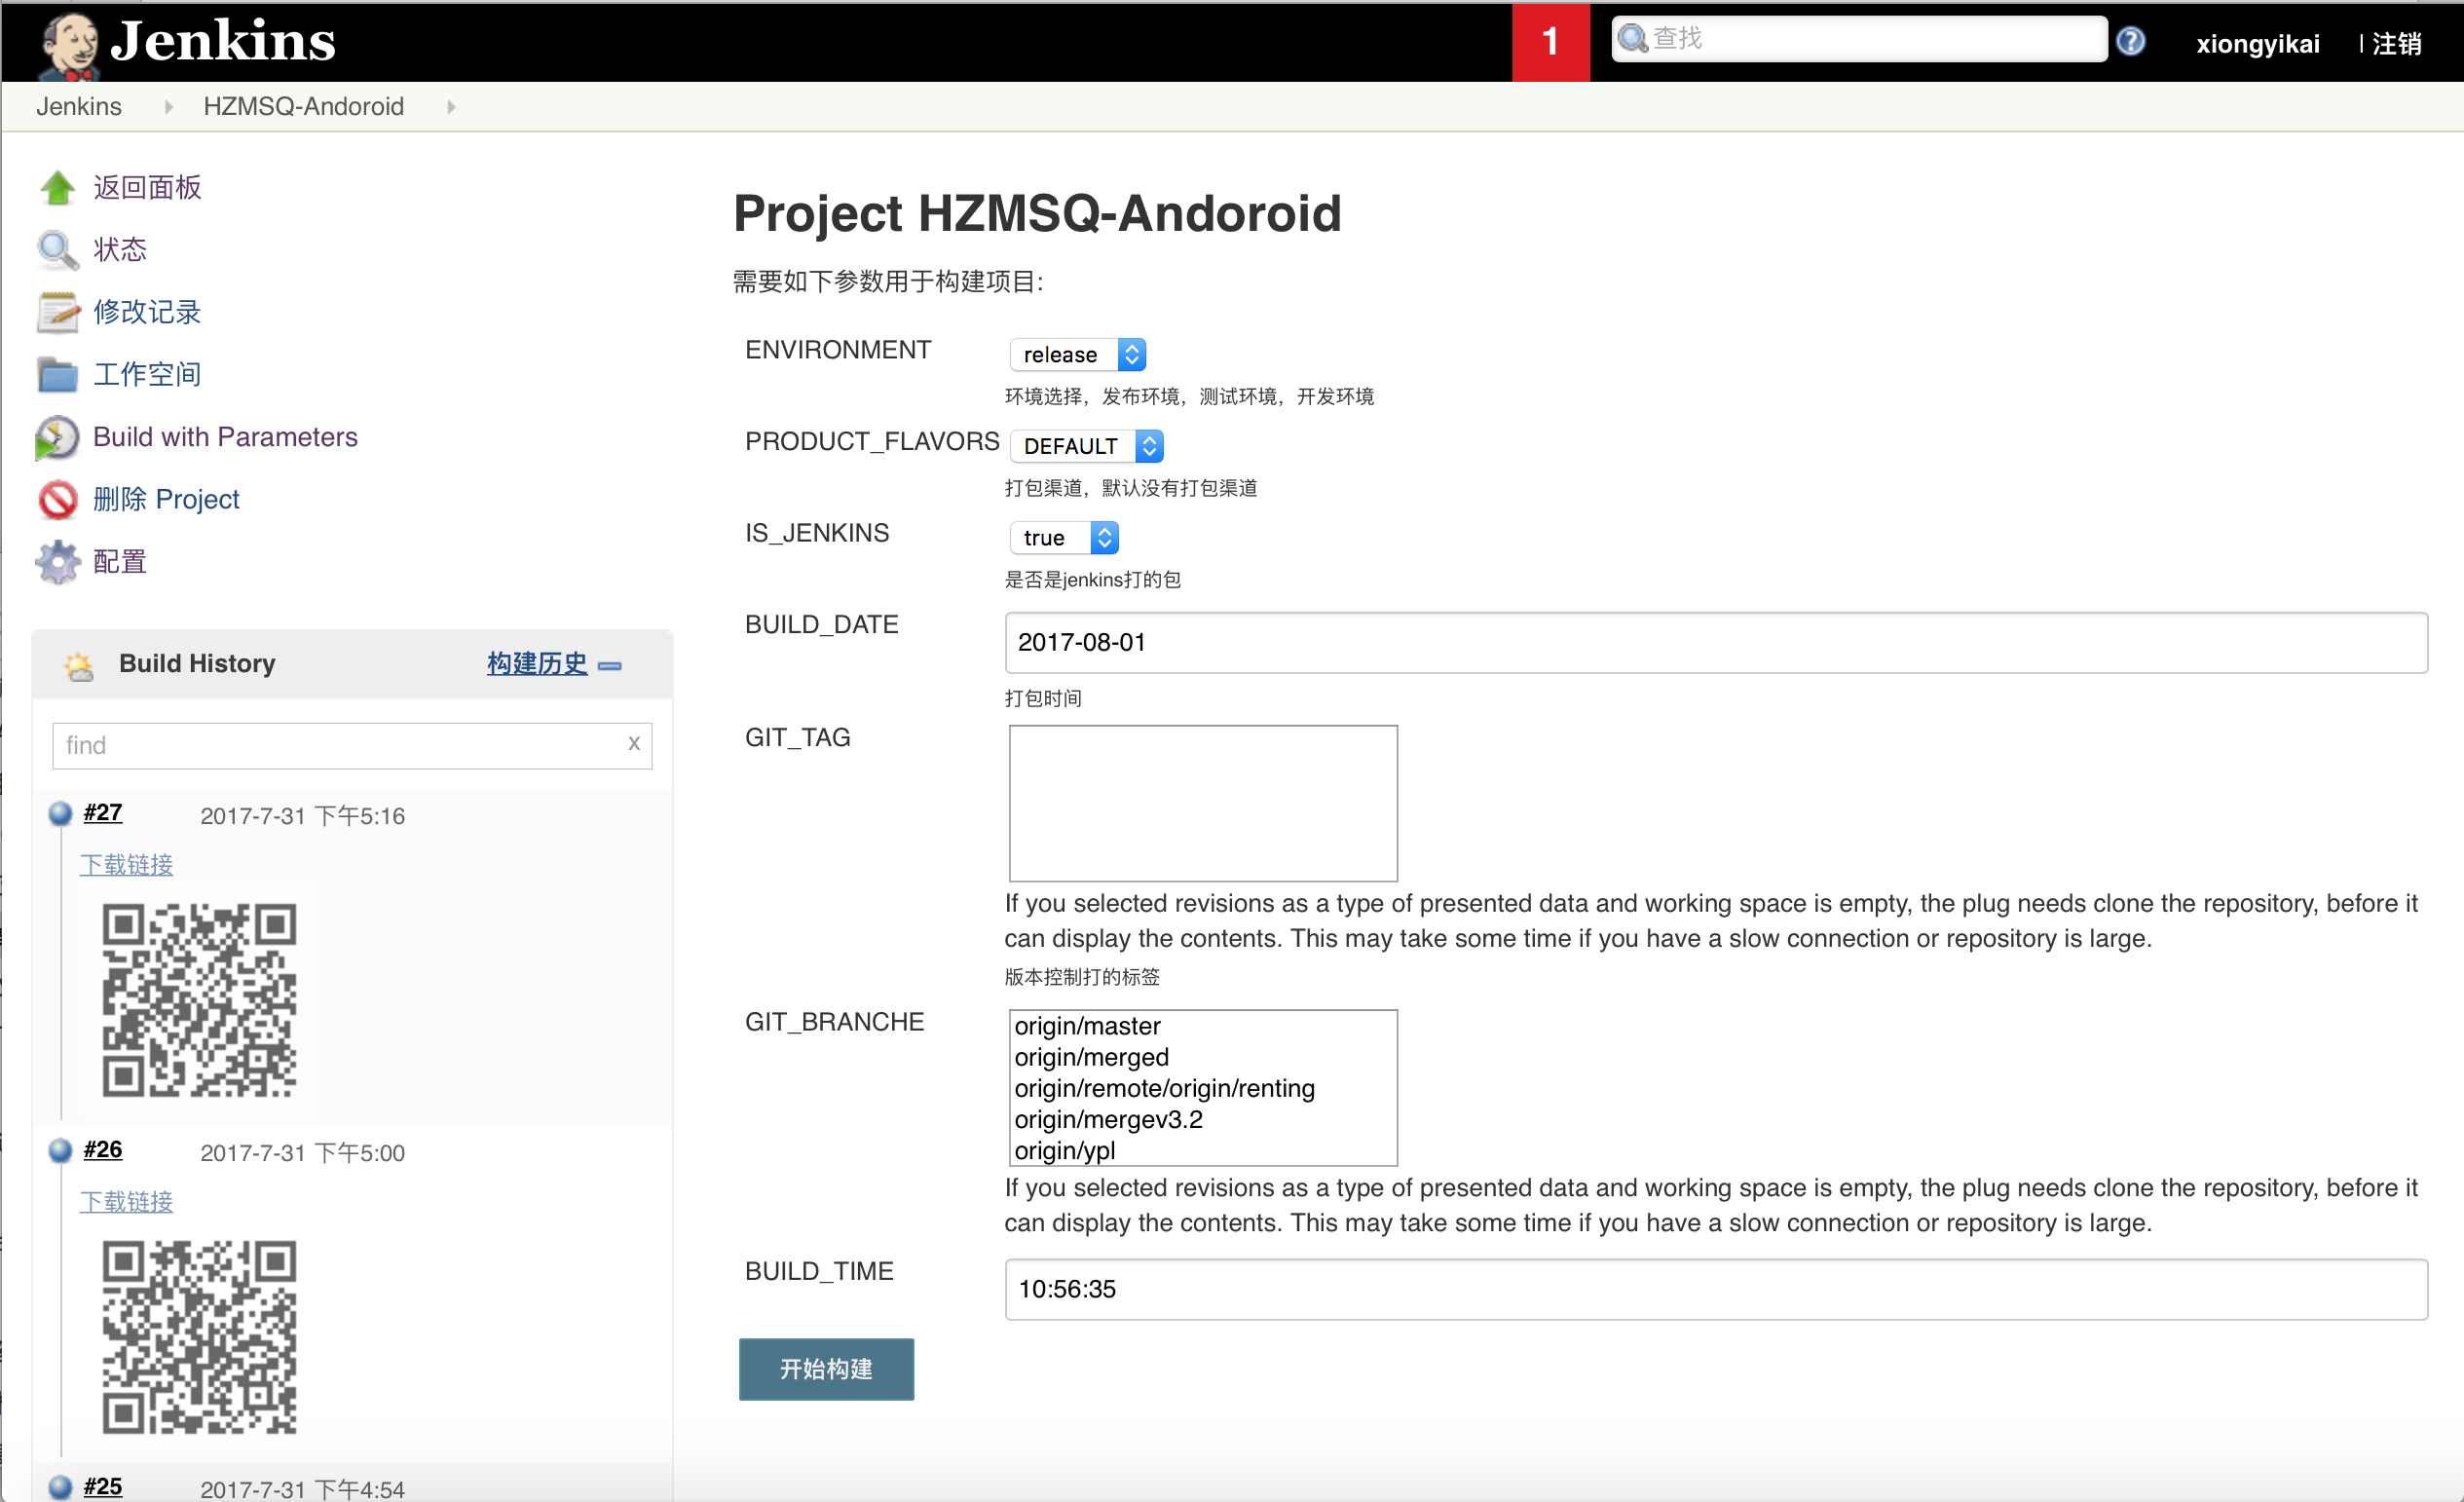 Jenkins
1
查找
?
xiongyikai
| 注销
Jenkins
HZMSQ-Andoroid
返回面板
状态
修改记录
工作空间
Build with Parameters
删除 Project
配置
Build History
构建历史
find
x
#27
2017-7-31 下午5:16
下载链接
#26
2017-7-31 下午5:00
下载链接
#25
2017-7-31 下午4:54
Project HZMSQ-Andoroid
需要如下参数用于构建项目:
ENVIRONMENT
release
环境选择，发布环境，测试环境，开发环境
PRODUCT_FLAVORS
DEFAULT
打包渠道，默认没有打包渠道
IS_JENKINS
true
是否是jenkins打的包
BUILD_DATE
2017-08-01
打包时间
GIT_TAG
If you selected revisions as a type of presented data and working space is empty, the plug needs clone the repository, before it
can display the contents. This may take some time if you have a slow connection or repository is large.
版本控制打的标签
GIT_BRANCHE
origin/master
origin/merged
origin/remote/origin/renting
origin/mergev3.2
origin/ypl
If you selected revisions as a type of presented data and working space is empty, the plug needs clone the repository, before it
can display the contents. This may take some time if you have a slow connection or repository is large.
BUILD_TIME
10:56:35
开始构建